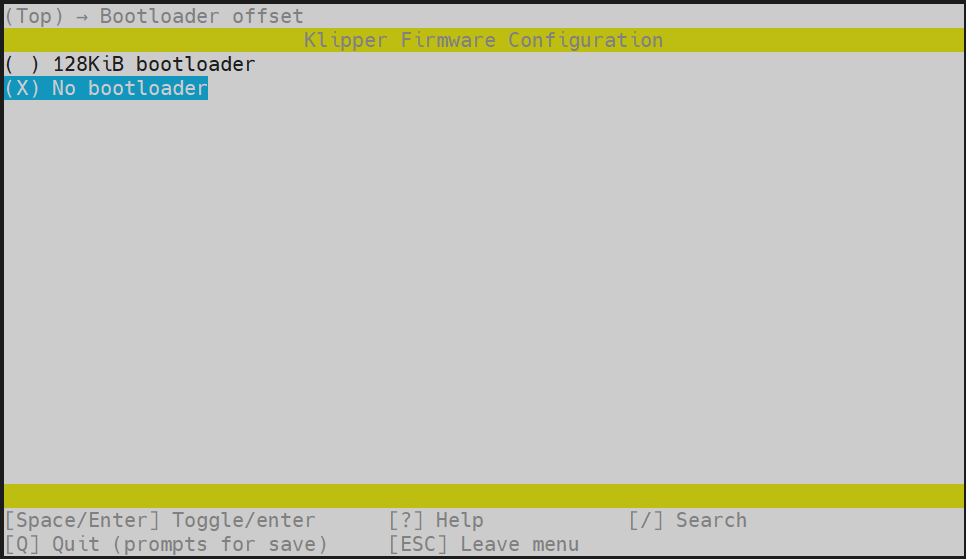 (Top) → Bootloader offset
Klipper Firmware Configuration
( ) 128KiB bootloader
(X) No bootloader
[Space/Enter] Toggle/enter [?] Help [/] Search
[Q] Quit (prompts for save) [ESC] Leave menu